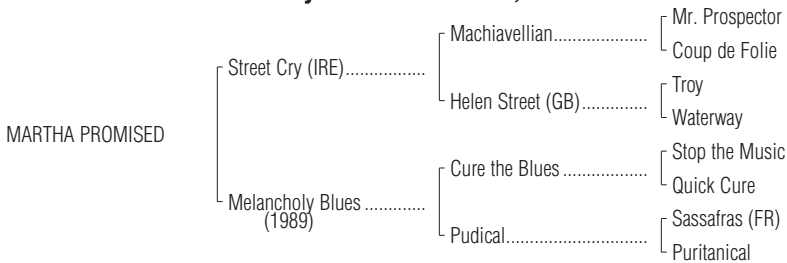 Mr. Prospector
Machiavellian....................
Coup de Folie
Street Cry (IRE).................
Troy
Helen Street (GB)..............
Waterway
MARTHA PROMISED
Stop the Music
Cure the Blues ..................
Quick Cure
Melancholy Blues .............
(1989)
Sassafras (FR)
Pudical..............................
Puritanical